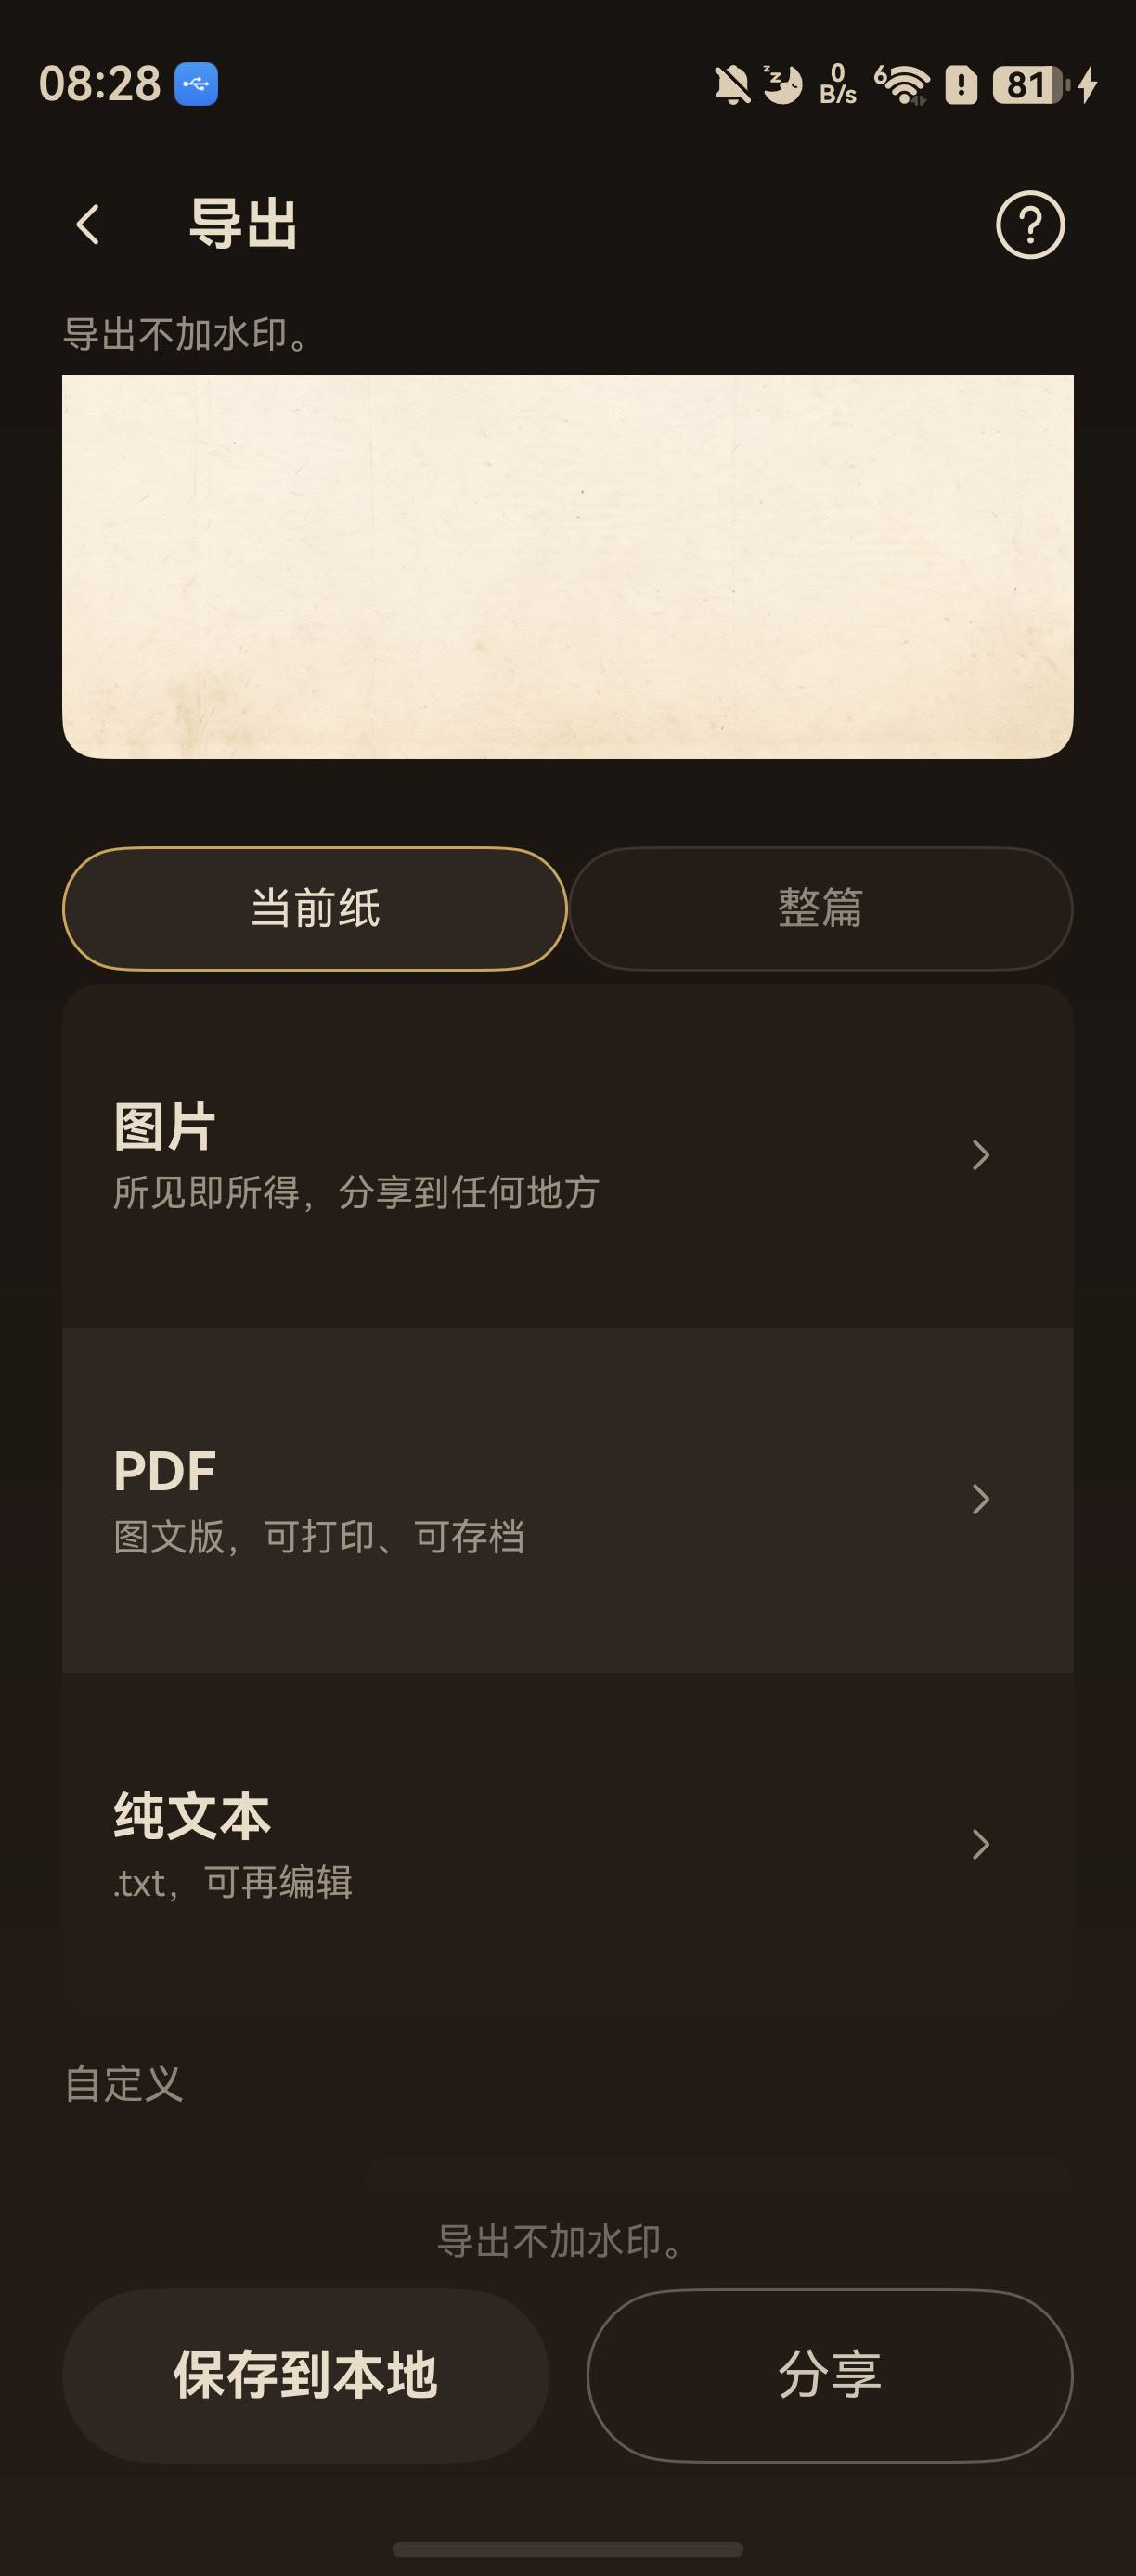 08:28
0
B/s
6
81
导出
导出不加水印。
当前纸
整篇
图片
所见即所得，分享到任何地方
PDF
图文版，可打印、可存档
纯文本
.txt，可再编辑
自定义
导出不加水印。
保存到本地
分享